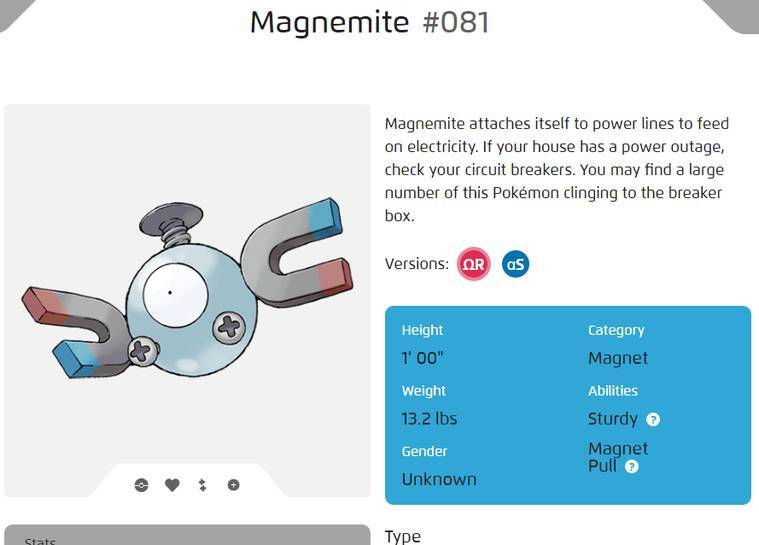 Magnemite #081
Magnemite attaches itself to power lines to feed
on electricity. If your house has a power outage,
check your circuit breakers. You may find a large
number of this Pokémon clinging to the breaker
box.
Versions: ΩR αS
Height
1' 00"
Weight
13.2 lbs
Gender
Unknown
Category
Magnet
Abilities
Sturdy ?
Magnet
Pull ?
Stats
Type